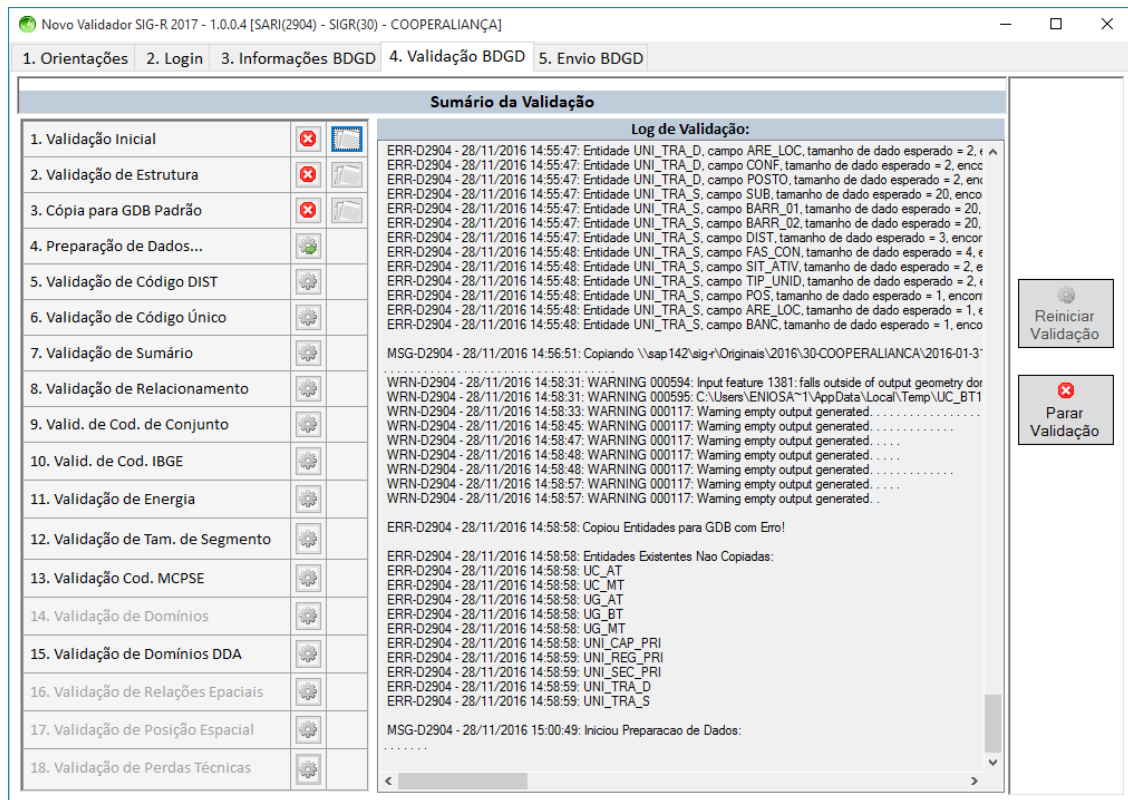 Novo Validador SIG-R 2017 - 1.0.0.4 [SARI(2904) - SIGR(30) - COOPERALIANÇA]
1. Orientações 2. Login 3. Informações BDGD 4. Validação BDGD 5. Envio BDGD
Sumário da Validação
1. Validação Inicial
2. Validação de Estrutura
3. Cópia para GDB Padrão
4. Preparação de Dados...
5. Validação de Código DIST
6. Validação de Código Único
7. Validação de Sumário
8. Validação de Relacionamento
9. Valid. de Cod. de Conjunto
10. Valid. de Cod. IBGE
11. Validação de Energia
12. Validação de Tam. de Segmento
13. Validação Cod. MCPSE
14. Validação de Domínios
15. Validação de Domínios DDA
16. Validação de Relações Epaciais
17. Validação de Posição Espacial
18. Validação de Perdas Técnicas
Log de Validação:
ERR-D2904 - 28/11/2016 14:55:47: Entidade UNI_TRA_D, campo ARE_LOC, tamanho de dado esperado = 2, e
ERR-D2904 - 28/11/2016 14:55:47: Entidade UNI_TRA_D, campo CONF, tamanho de dado esperado = 2, enco
ERR-D2904 - 28/11/2016 14:55:47: Entidade UNI_TRA_D, campo POSTO, tamanho de dado esperado = 2, enc
ERR-D2904 - 28/11/2016 14:55:47: Entidade UNI_TRA_S, campo SUB, tamanho de dado esperado = 20, enco
ERR-D2904 - 28/11/2016 14:55:47: Entidade UNI_TRA_S, campo BARR_01, tamanho de dado esperado = 20,
ERR-D2904 - 28/11/2016 14:55:47: Entidade UNI_TRA_S, campo BARR_02, tamanho de dado esperado = 20,
ERR-D2904 - 28/11/2016 14:55:47: Entidade UNI_TRA_S, campo DIST, tamanho de dado esperado = 3, encon
ERR-D2904 - 28/11/2016 14:55:48: Entidade UNI_TRA_S, campo FAS_CON, tamanho de dado esperado = 4, e
ERR-D2904 - 28/11/2016 14:55:48: Entidade UNI_TRA_S, campo SIT_ATIV, tamanho de dado esperado = 2, e
ERR-D2904 - 28/11/2016 14:55:48: Entidade UNI_TRA_S, campo TIP_UNID, tamanho de dado esperado = 2, e
ERR-D2904 - 28/11/2016 14:55:48: Entidade UNI_TRA_S, campo POS, tamanho de dado esperado = 1, encont
ERR-D2904 - 28/11/2016 14:55:48: Entidade UNI_TRA_S, campo ARE_LOC, tamanho de dado esperado = 1, e
ERR-D2904 - 28/11/2016 14:55:48: Entidade UNI_TRA_S, campo BANC, tamanho de dado esperado = 1, enco
MSG-D2904 - 28/11/2016 14:56:51: Copiando \\sap142\sig-r\Originais\2016\30-COOPERALIANCA\2016-01-31
. . . . . . . . . . . . . . . . . . . . . . . . . . . . . . . . . .
WRN-D2904 - 28/11/2016 14:58:31: WARNING 000594: Input feature 1381: falls outside of output geometry dor
WRN-D2904 - 28/11/2016 14:58:31: WARNING 000595: C:\Users\ENIOSA~1\AppData\Local\Temp\UC_BT1
WRN-D2904 - 28/11/2016 14:58:33: WARNING 000117: Warning empty output generated. . . . . . . . . . . . . . . . .
WRN-D2904 - 28/11/2016 14:58:45: WARNING 000117: Warning empty output generated. . . . . . . . . . . . .
WRN-D2904 - 28/11/2016 14:58:47: WARNING 000117: Warning empty output generated. . . . .
WRN-D2904 - 28/11/2016 14:58:48: WARNING 000117: Warning empty output generated. . . . .
WRN-D2904 - 28/11/2016 14:58:48: WARNING 000117: Warning empty output generated. . . . . . . . . . . . .
WRN-D2904 - 28/11/2016 14:58:57: WARNING 000117: Warning empty output generated. . . . .
WRN-D2904 - 28/11/2016 14:58:57: WARNING 000117: Warning empty output generated. .
ERR-D2904 - 28/11/2016 14:58:58: Copiou Entidades para GDB com Erro!
ERR-D2904 - 28/11/2016 14:58:58: Entidades Existentes Nao Copiadas:
ERR-D2904 - 28/11/2016 14:58:58: UC_AT
ERR-D2904 - 28/11/2016 14:58:58: UC_MT
ERR-D2904 - 28/11/2016 14:58:58: UG_AT
ERR-D2904 - 28/11/2016 14:58:58: UG_BT
ERR-D2904 - 28/11/2016 14:58:58: UG_MT
ERR-D2904 - 28/11/2016 14:58:58: UNI_CAP_PRI
ERR-D2904 - 28/11/2016 14:58:59: UNI_REG_PRI
ERR-D2904 - 28/11/2016 14:58:59: UNI_SEC_PRI
ERR-D2904 - 28/11/2016 14:58:59: UNI_TRA_D
ERR-D2904 - 28/11/2016 14:58:59: UNI_TRA_S
MSG-D2904 - 28/11/2016 15:00:49: Iniciou Preparacao de Dados:
. . . . . . .
Reiniciar
Validação
Parar
Validação